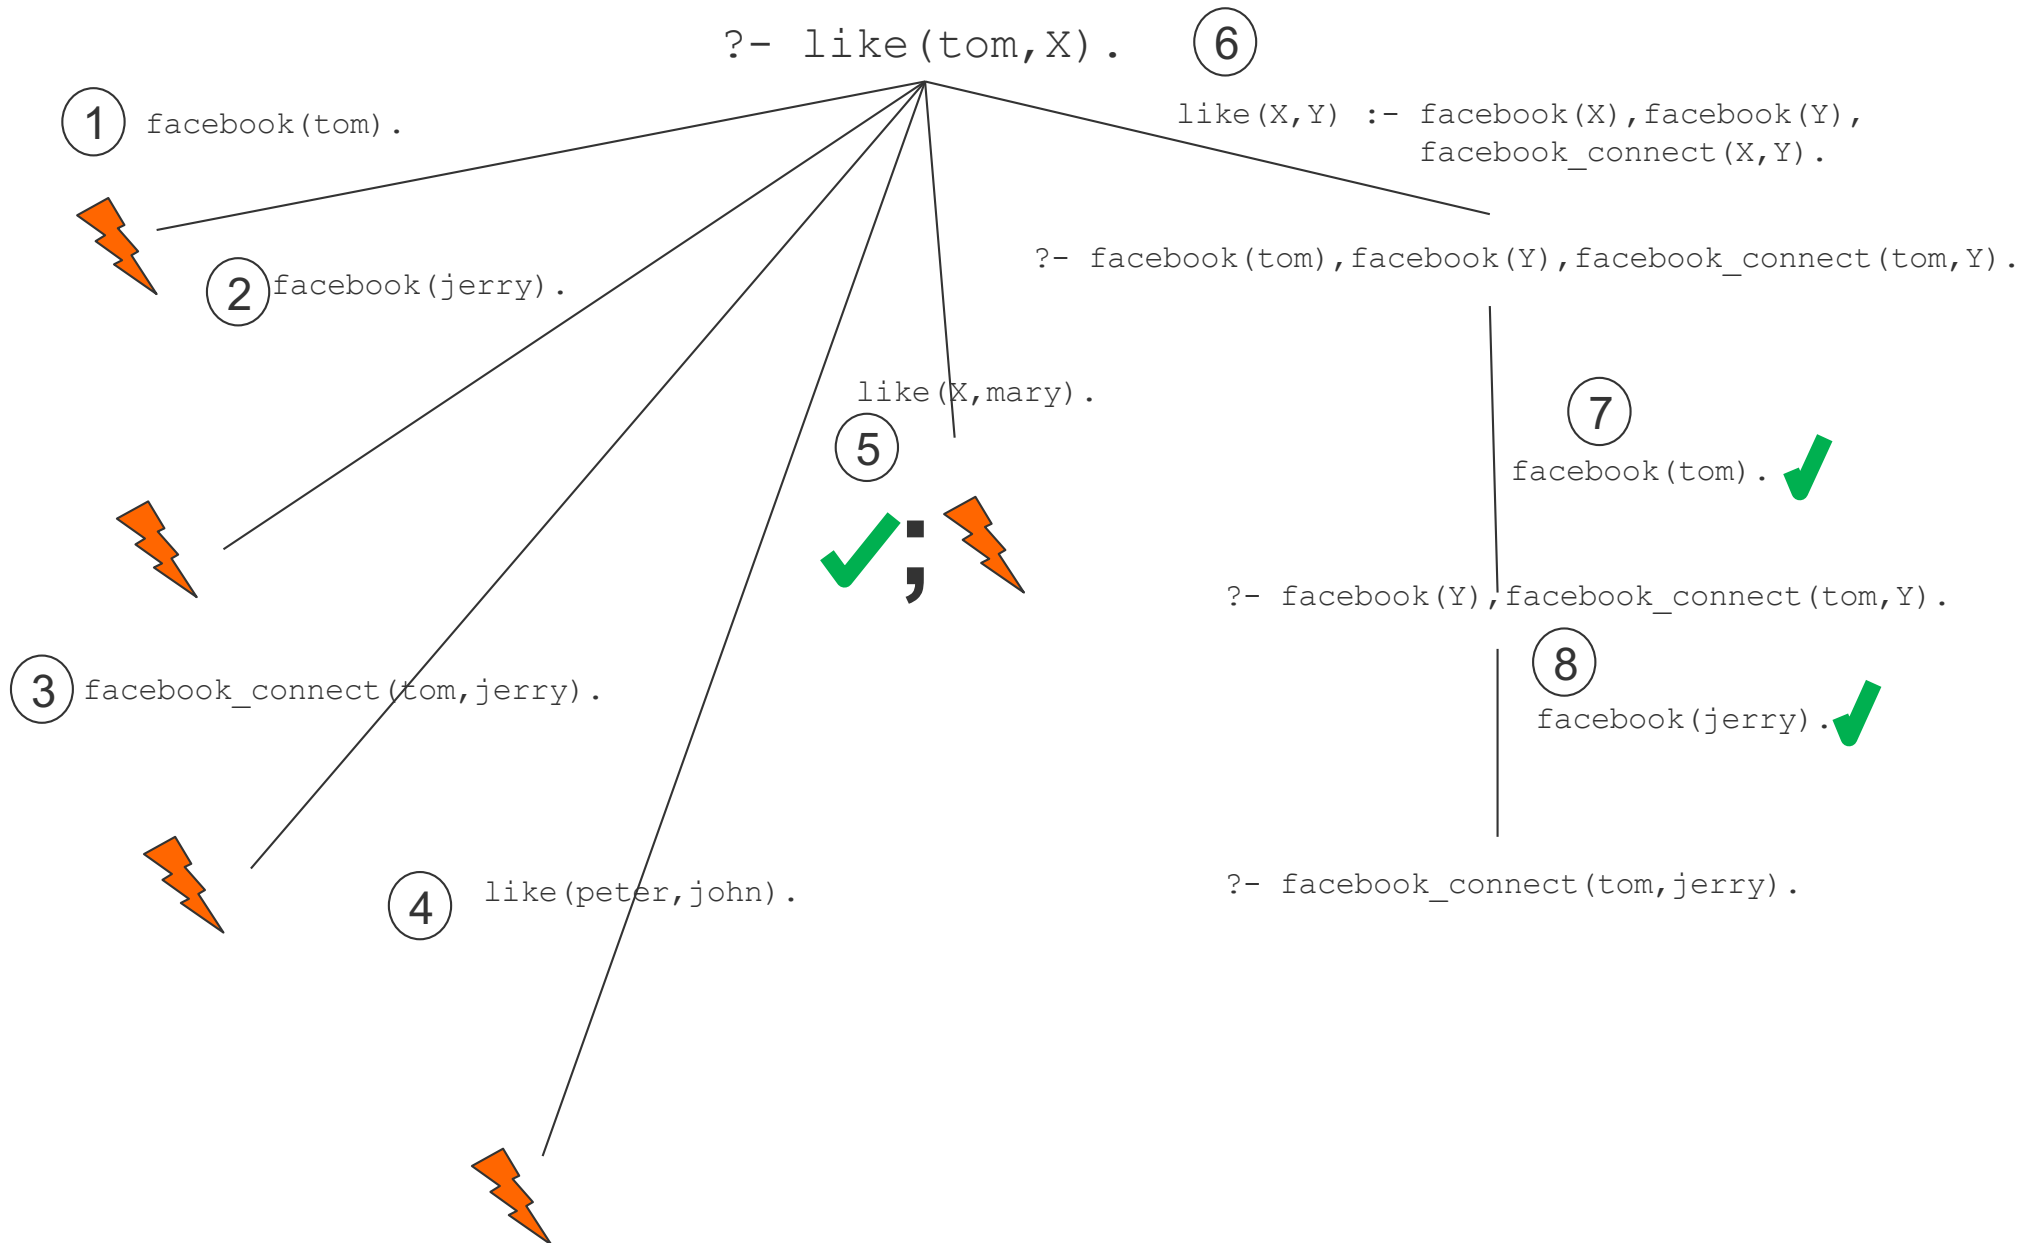 ?- like(tom,X).
6
1
facebook(tom).
like(X,Y) :- facebook(X),facebook(Y),
facebook_connect(X,Y).
?- facebook(tom),facebook(Y),facebook_connect(tom,Y).
2
facebook(jerry).
like(X,mary).
5
;
7
facebook(tom).
?- facebook(Y),facebook_connect(tom,Y).
3
facebook_connect(tom,jerry).
8
facebook(jerry).
4
like(peter,john).
?- facebook_connect(tom,jerry).